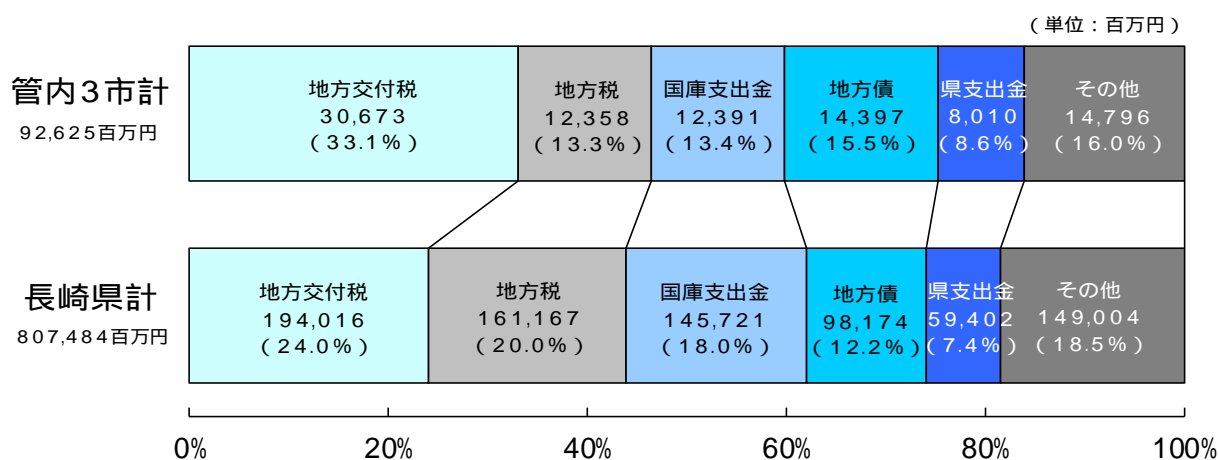 （単位：百万円）
管内３市計
92,625百万円
地方交付税
30,673
（33.1％）
地方税
12,358
（13.3％）
国庫支出金
12,391
（13.4％）
地方債
14,397
（15.5％）
県支出金
8,010
（8.6％）
その他
14,796
（16.0％）
長崎県計
807,484百万円
地方交付税
194,016
（24.0％）
地方税
161,167
（20.0％）
国庫支出金
145,721
（18.0％）
地方債
98,174
（12.2％）
県支出金
59,402
（7.4％）
その他
149,004
（18.5％）
0% 20% 40% 60% 80% 100%